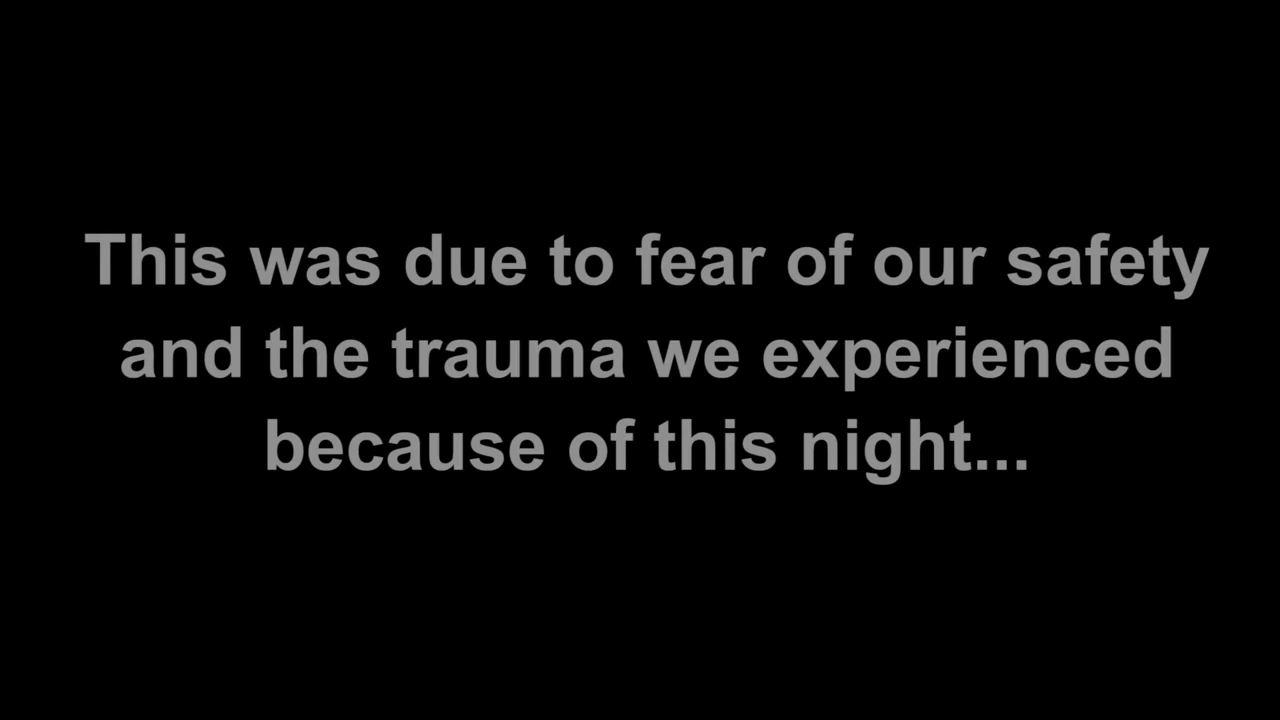 This was due to fear of our safety
and the trauma we experienced
because of this night...